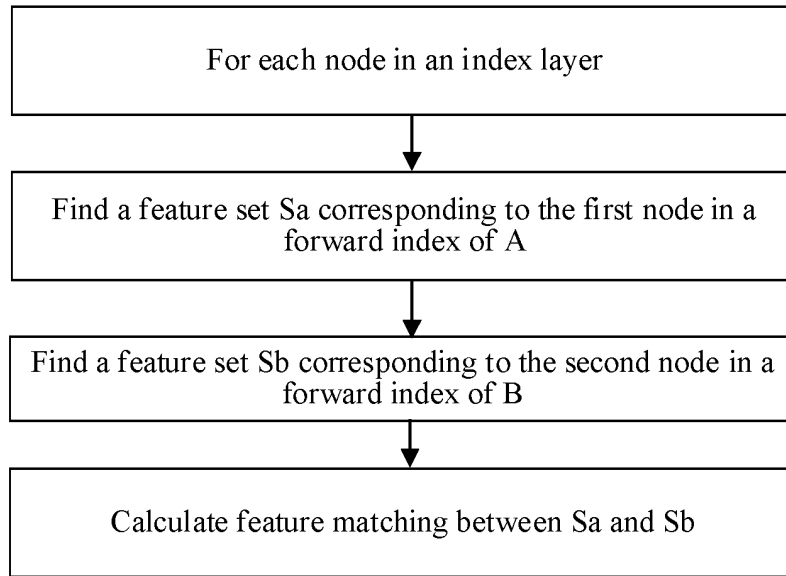 For each node in an index layer
Find a feature set Sa corresponding to the first node in a
forward index of A
Find a feature set Sb corresponding to the second node in a
forward index of B
Calculate feature matching between Sa and Sb